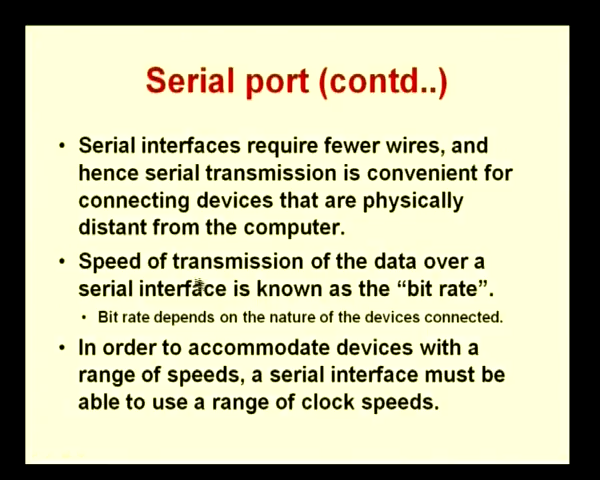 Serial port (contd..)
• Serial interfaces require fewer wires, and
hence serial transmission is convenient for
connecting devices that are physically
distant from the computer.
• Speed of transmission of the data over a
serial interface is known as the “bit rate”.
• Bit rate depends on the nature of the devices connected.
• In order to accommodate devices with a
range of speeds, a serial interface must be
able to use a range of clock speeds.